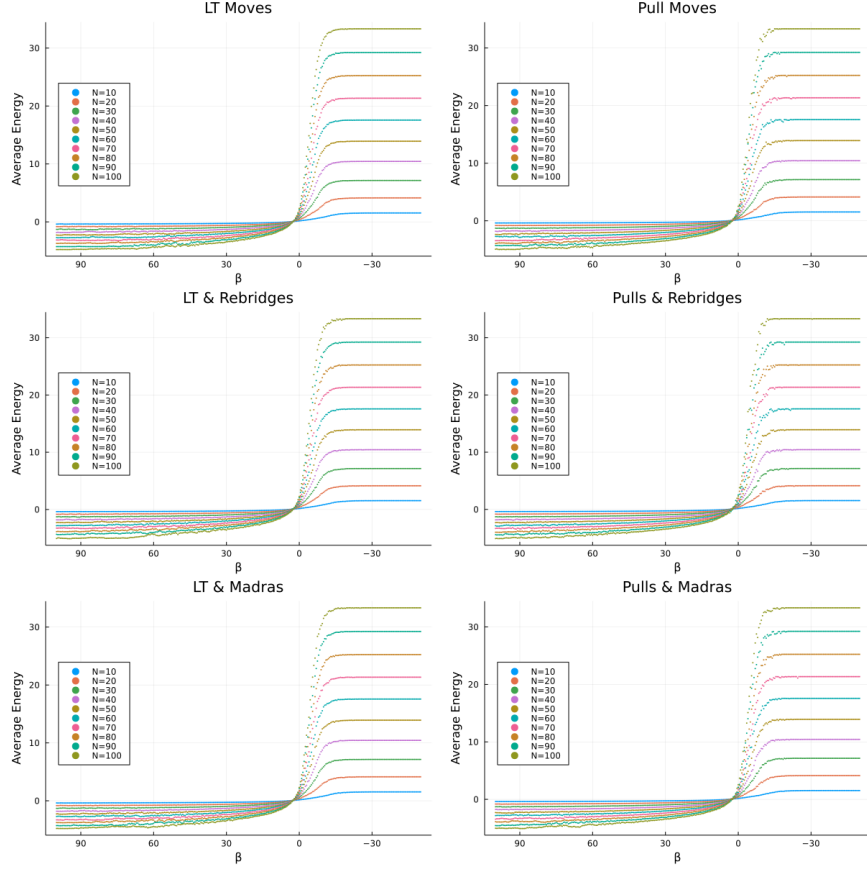 LT Moves
Average Energy
30
20
10
0
N=10
N=20
N=30
N=40
N=50
N=60
N=70
N=80
N=90
N=100
90 60 30 0 −30
β
Pull Moves
Average Energy
30
20
10
0
N=10
N=20
N=30
N=40
N=50
N=60
N=70
N=80
N=90
N=100
90 60 30 0 −30
β
LT & Rebridges
Average Energy
30
20
10
0
N=10
N=20
N=30
N=40
N=50
N=60
N=70
N=80
N=90
N=100
90 60 30 0 −30
β
Pulls & Rebridges
Average Energy
30
20
10
0
N=10
N=20
N=30
N=40
N=50
N=60
N=70
N=80
N=90
N=100
90 60 30 0 −30
β
LT & Madras
Average Energy
30
20
10
0
N=10
N=20
N=30
N=40
N=50
N=60
N=70
N=80
N=90
N=100
90 60 30 0 −30
β
Pulls & Madras
Average Energy
30
20
10
0
N=10
N=20
N=30
N=40
N=50
N=60
N=70
N=80
N=90
N=100
90 60 30 0 −30
β